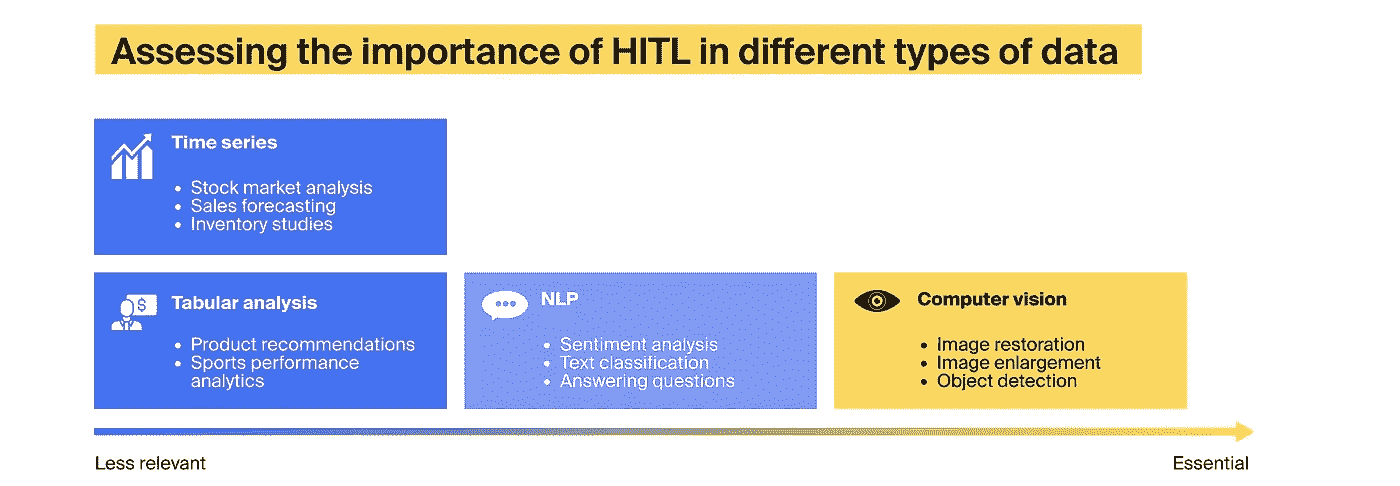 Assessing the importance of HITL in different types of data
Time series
• Stock market analysis
• Sales forecasting
• Inventory studies
$
Tabular analysis
• Product recommendations
• Sports performance
analytics
NLP
• Sentiment analysis
• Text classification
• Answering questions
Computer vision
• Image restoration
• Image enlargement
• Object detection
Less relevant
Essential